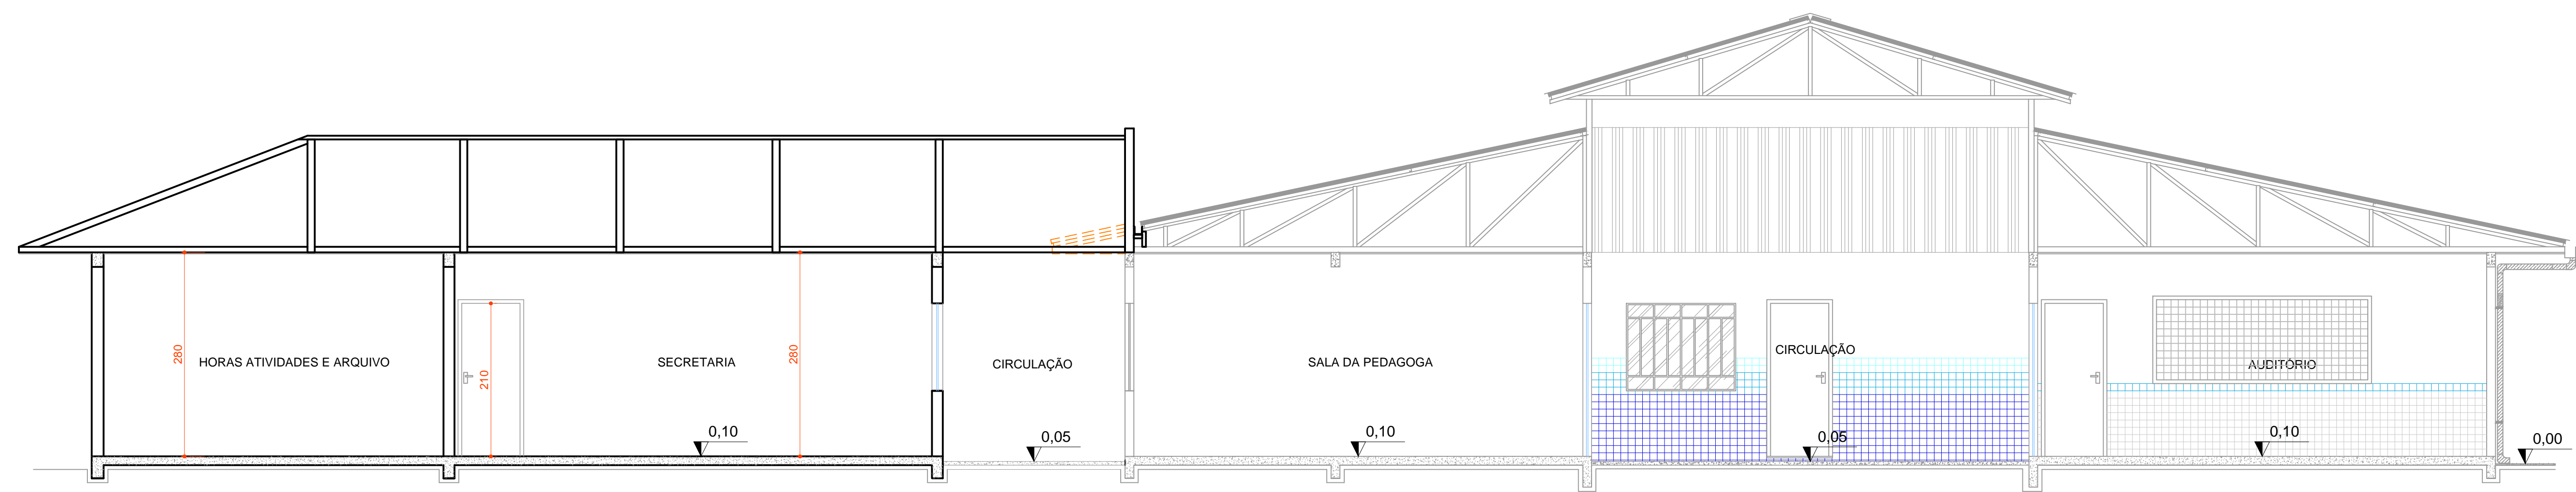 280
HORAS ATIVIDADES E ARQUIVO
210
SECRETARIA
0,10
280
CIRCULAÇÃO
0,05
SALA DA PEDAGOGA
0,10
CIRCULAÇÃO
0,05
AUDITÓRIO
0,10
0,00